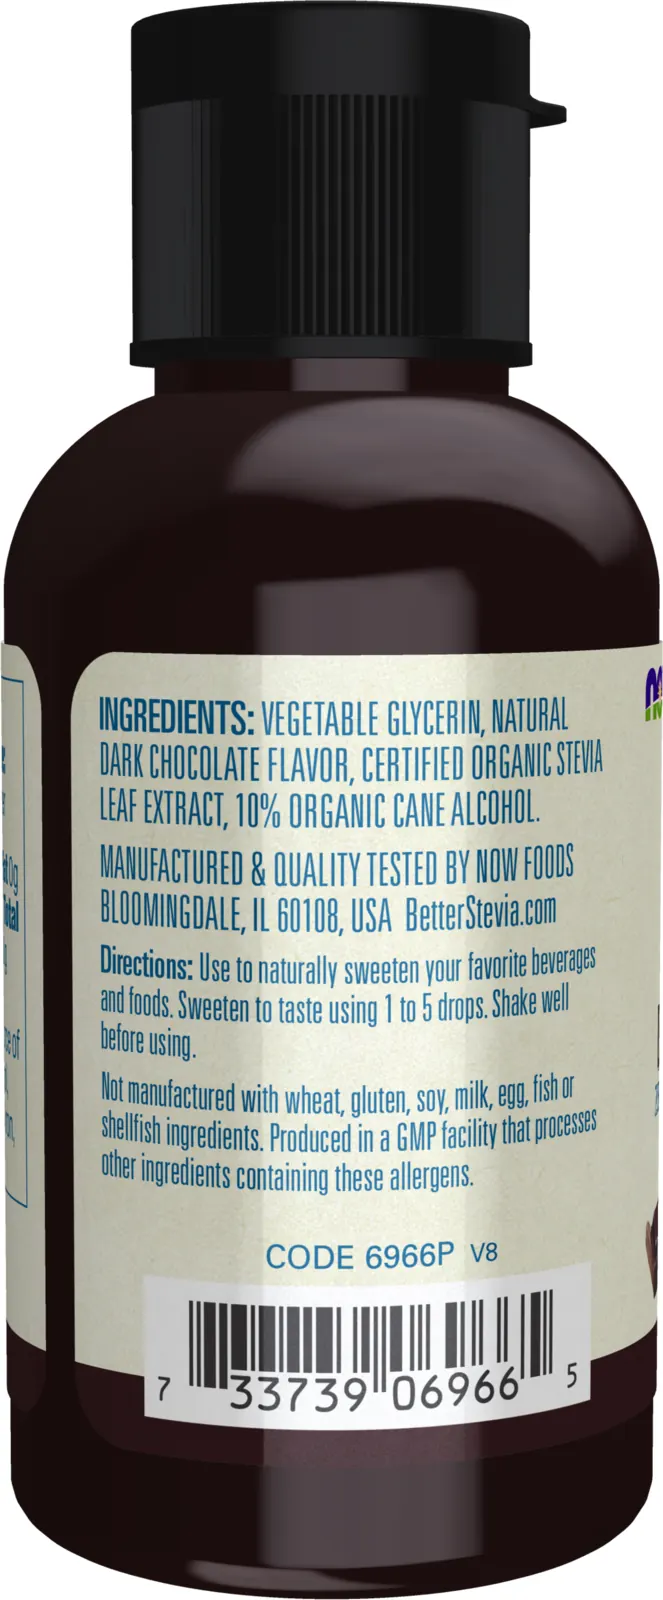 INGREDIENTS: VEGETABLE GLYCERIN, NATURAL
DARK CHOCOLATE FLAVOR, CERTIFIED ORGANIC STEVIA
LEAF EXTRACT, 10% ORGANIC CANE ALCOHOL.
MANUFACTURED & QUALITY TESTED BY NOW FOODS
BLOOMINGDALE, IL 60108, USA BetterStevia.com
Directions: Use to naturally sweeten your favorite beverages
and foods. Sweeten to taste using 1 to 5 drops. Shake well
before using.
Not manufactured with wheat, gluten, soy, milk, egg, fish or
shellfish ingredients. Produced in a GMP facility that processes
other ingredients containing these allergens.
CODE 6966P V8
7 33739 06966 5
0g
of